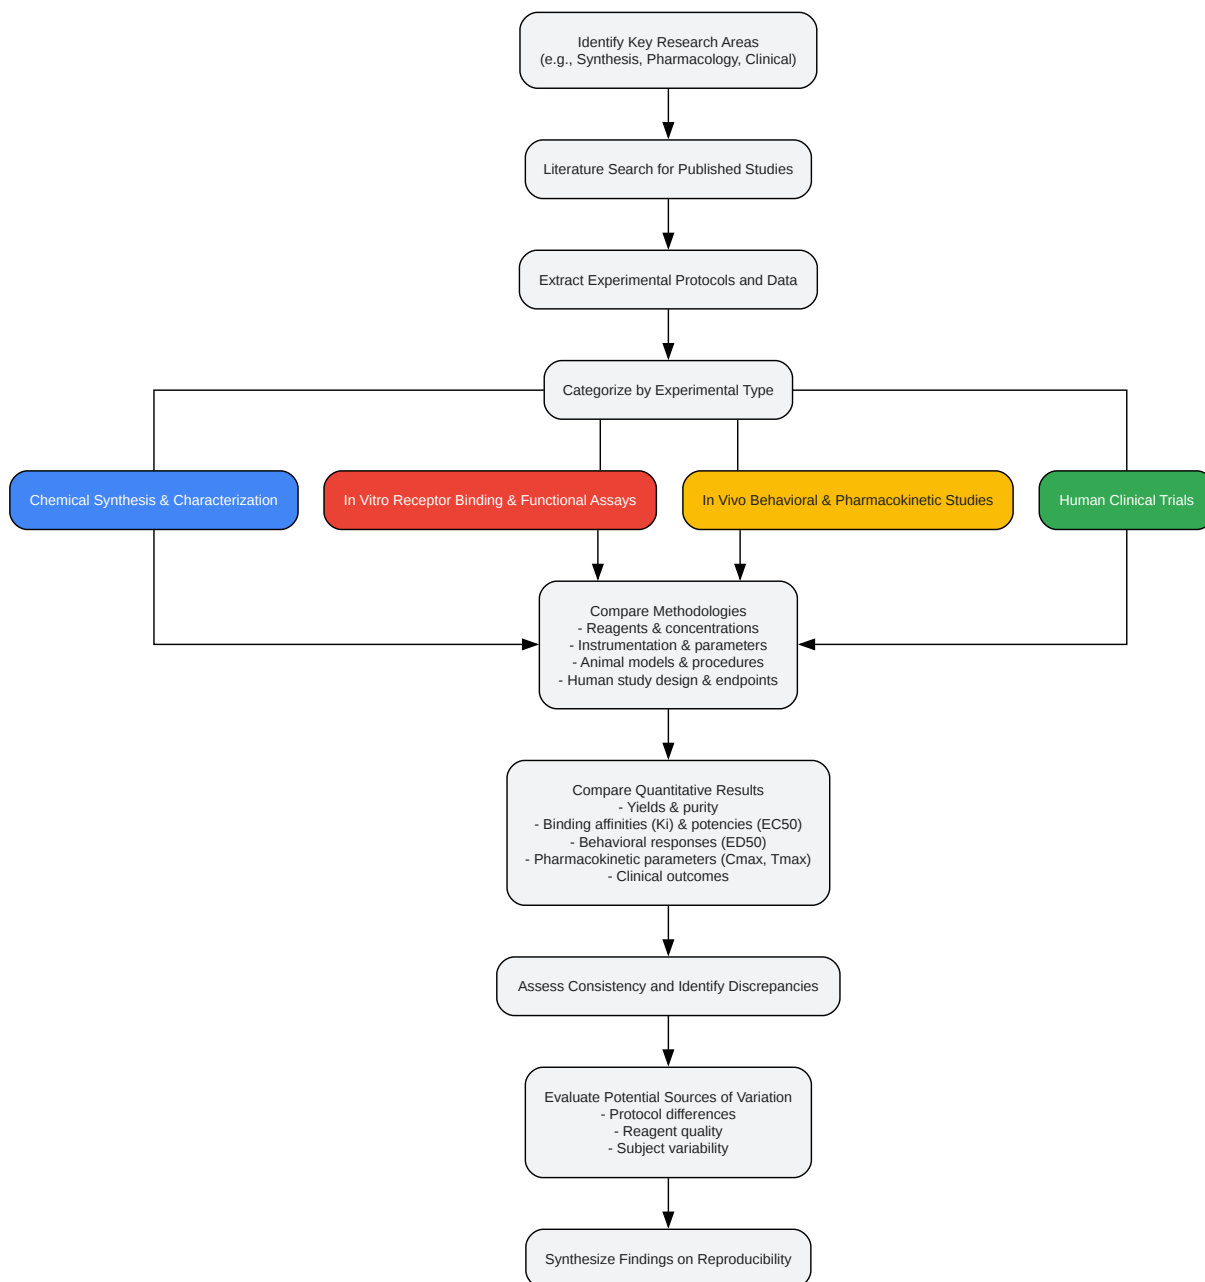 Identify Key Research Areas
(e.g., Synthesis, Pharmacology, Clinical)
Literature Search for Published Studies
Extract Experimental Protocols and Data
Categorize by Experimental Type
Chemical Synthesis & Characterization
In Vitro Receptor Binding & Functional Assays
In Vivo Behavioral & Pharmacokinetic Studies
Human Clinical Trials
Compare Methodologies
- Reagents & concentrations
- Instrumentation & parameters
- Animal models & procedures
- Human study design & endpoints
Compare Quantitative Results
- Yields & purity
- Binding affinities (Ki) & potencies (EC50)
- Behavioral responses (ED50)
- Pharmacokinetic parameters (Cmax, Tmax)
- Clinical outcomes
Assess Consistency and Identify Discrepancies
Evaluate Potential Sources of Variation
- Protocol differences
- Reagent quality
- Subject variability
Synthesize Findings on Reproducibility